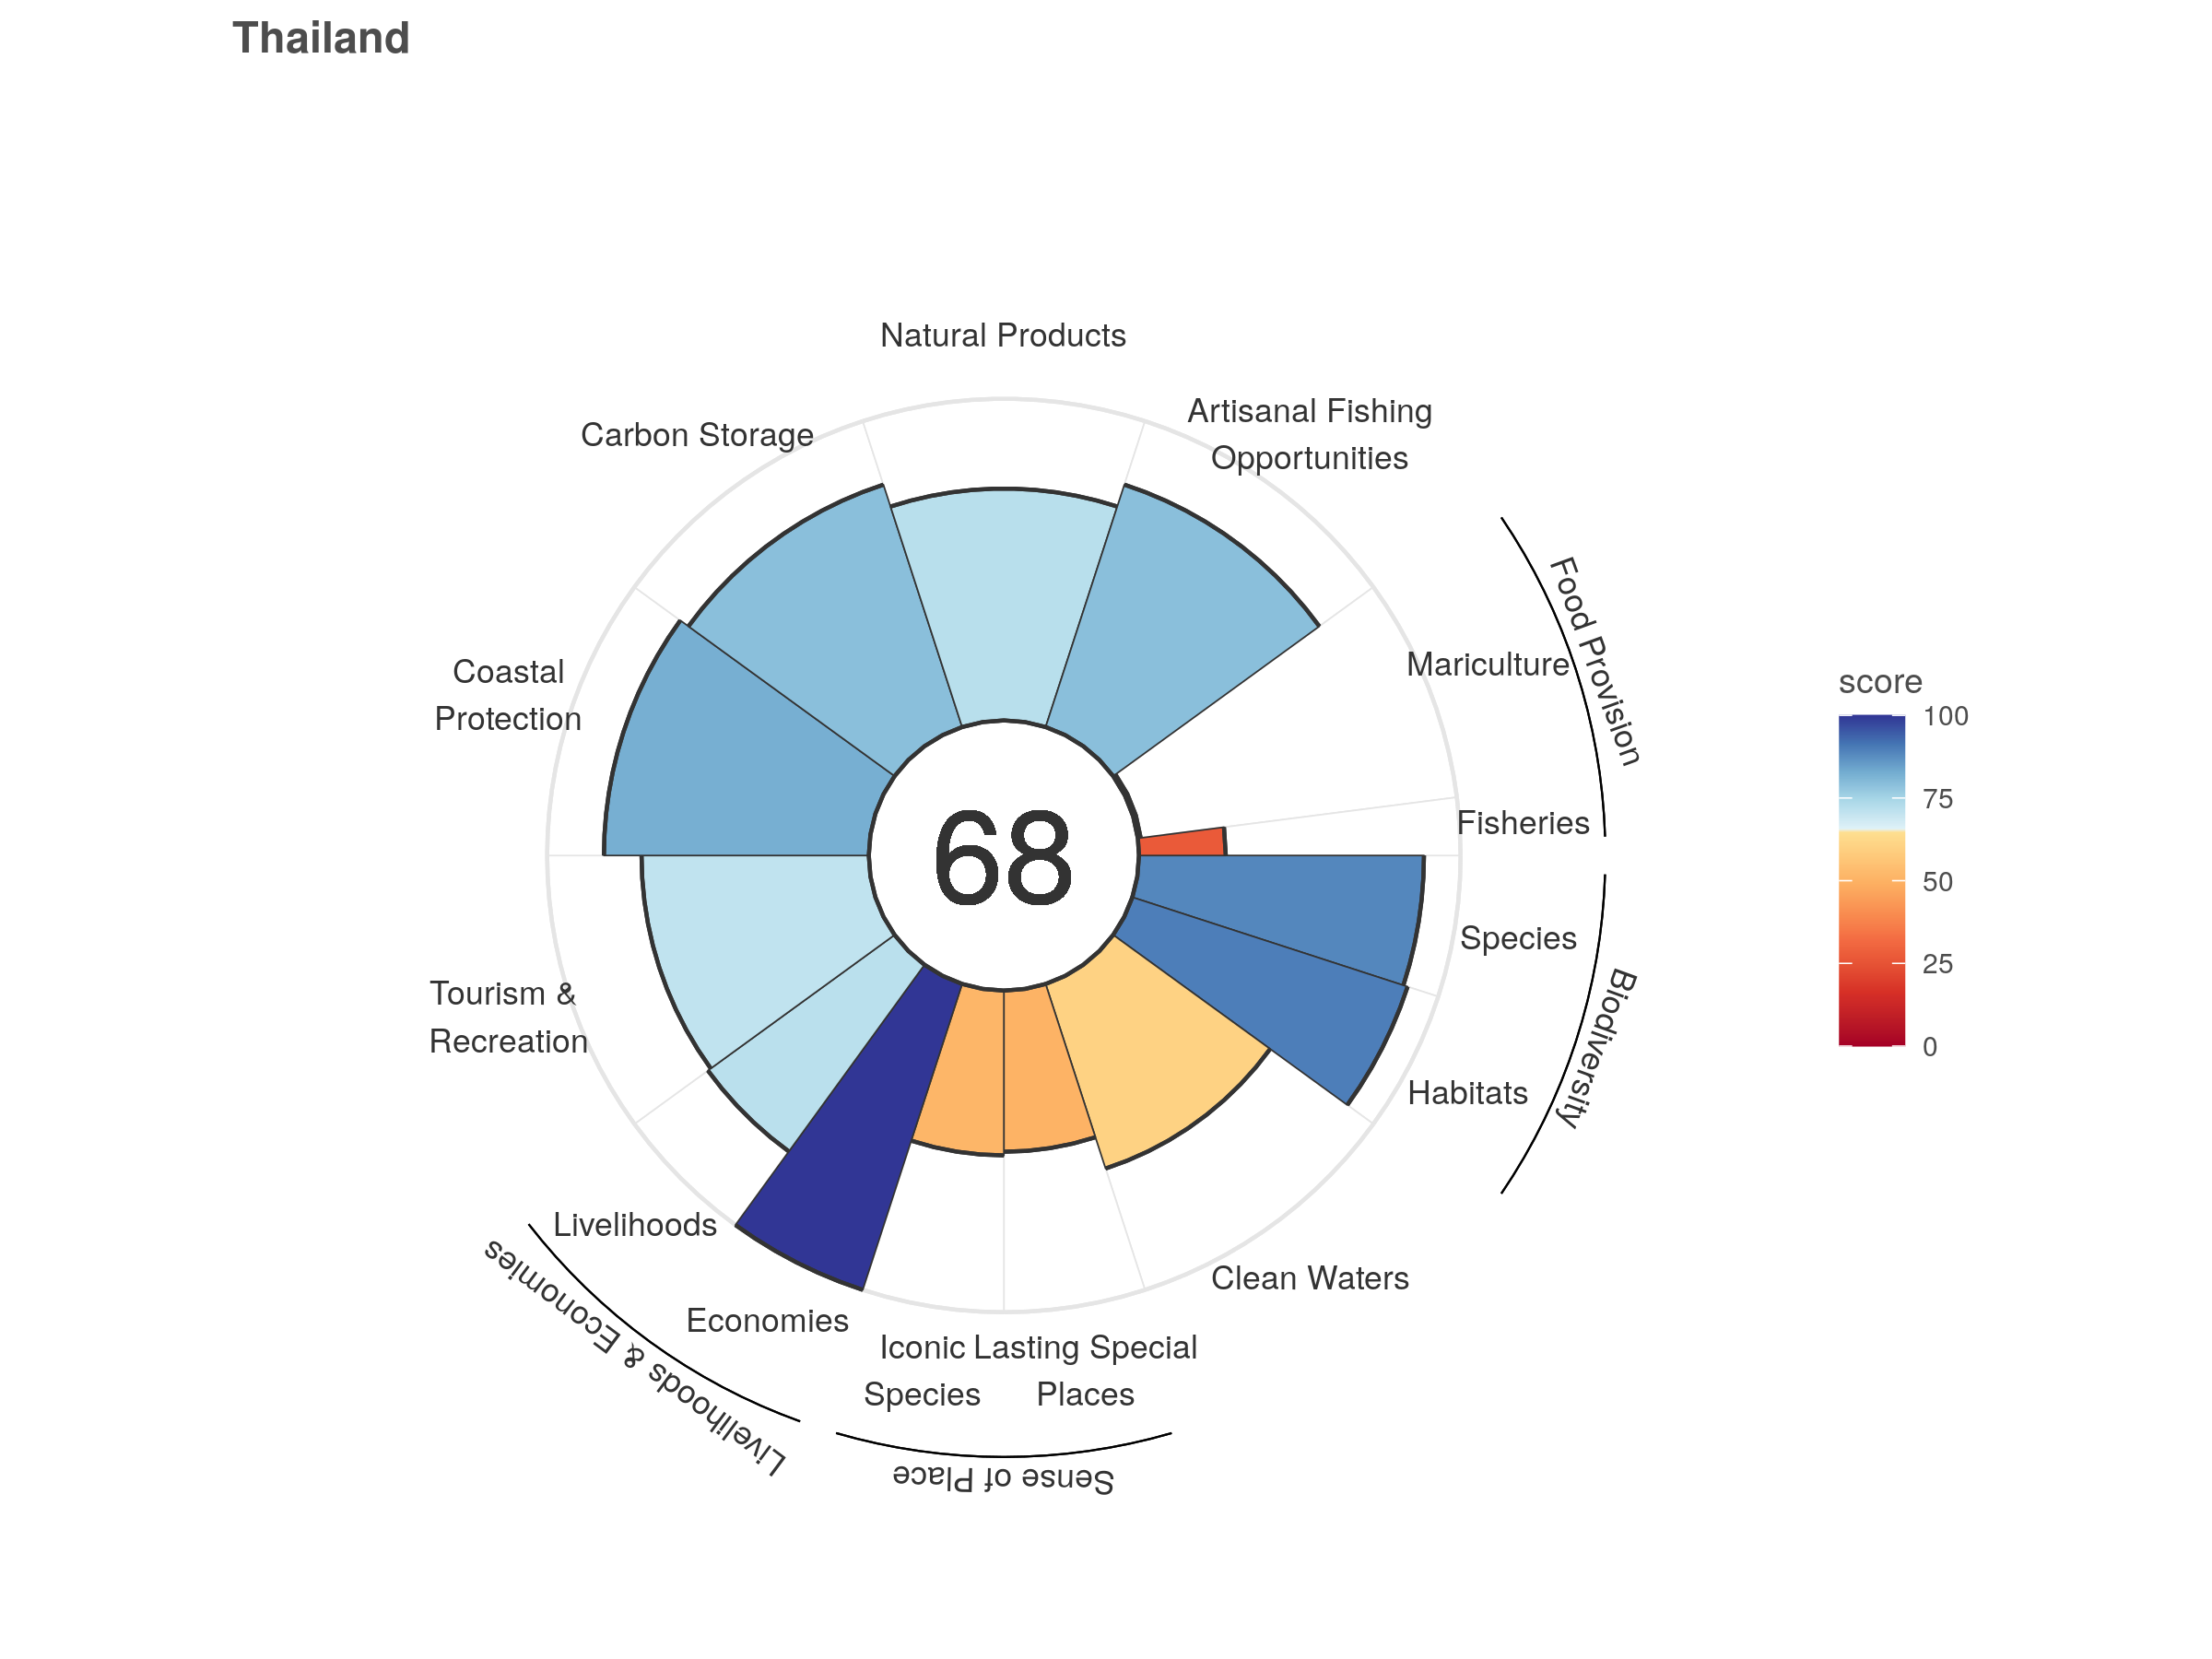 Thailand
Natural Products
Artisanal Fishing
Opportunities
Carbon Storage
Food Provision
Mariculture
Coastal
Protection
score
100
75
50
25
0
68
Fisheries
Species
Biodiversity
Tourism &
Recreation
Habitats
Livelihoods
Clean Waters
Economies
Iconic
Species
Lasting Special
Places
Livelihoods & Economies
Sense of Place